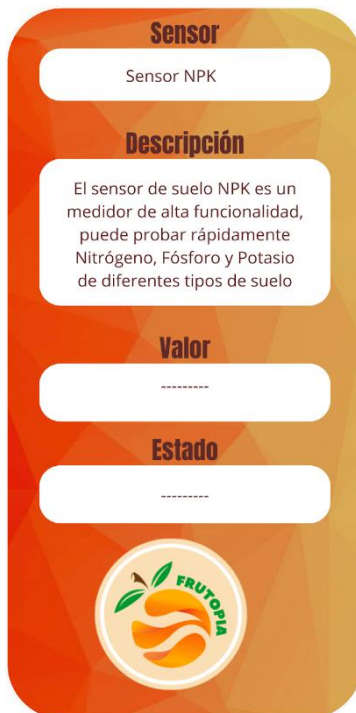 Sensor
Sensor NPK
Descripción
El sensor de suelo NPK es un
medidor de alta funcionalidad,
puede probar rápidamente
Nitrógeno, Fósforo y Potasio
de diferentes tipos de suelo
Valor
---------
Estado
---------
FRUTOPIA